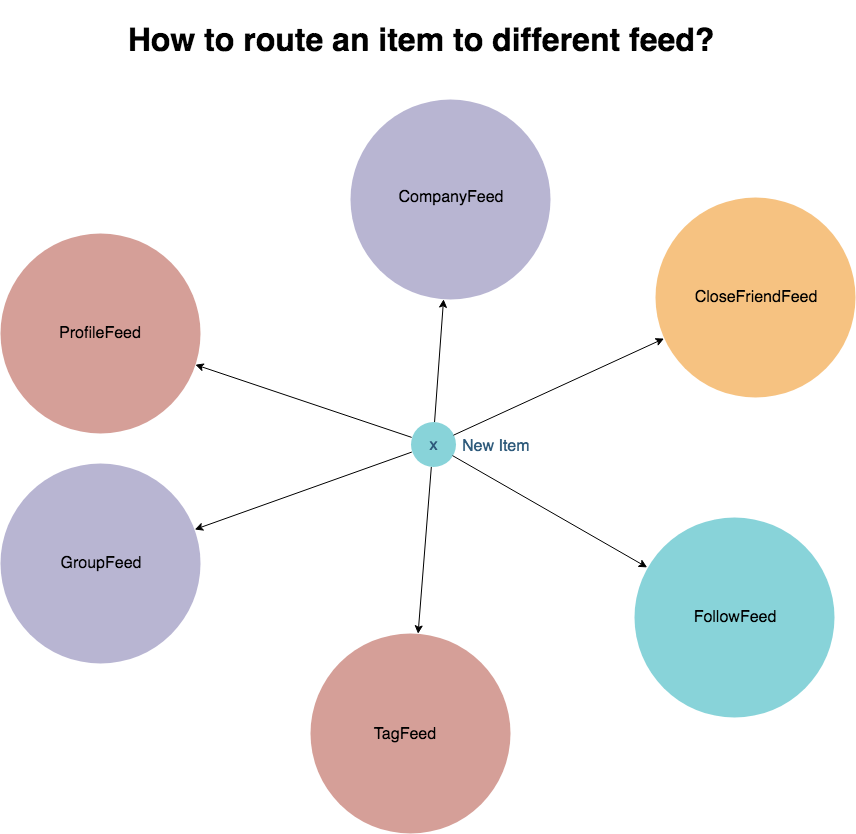 How to route an item to different feed?
CompanyFeed
CloseFriendFeed
ProfileFeed
x New Item
GroupFeed
FollowFeed
TagFeed